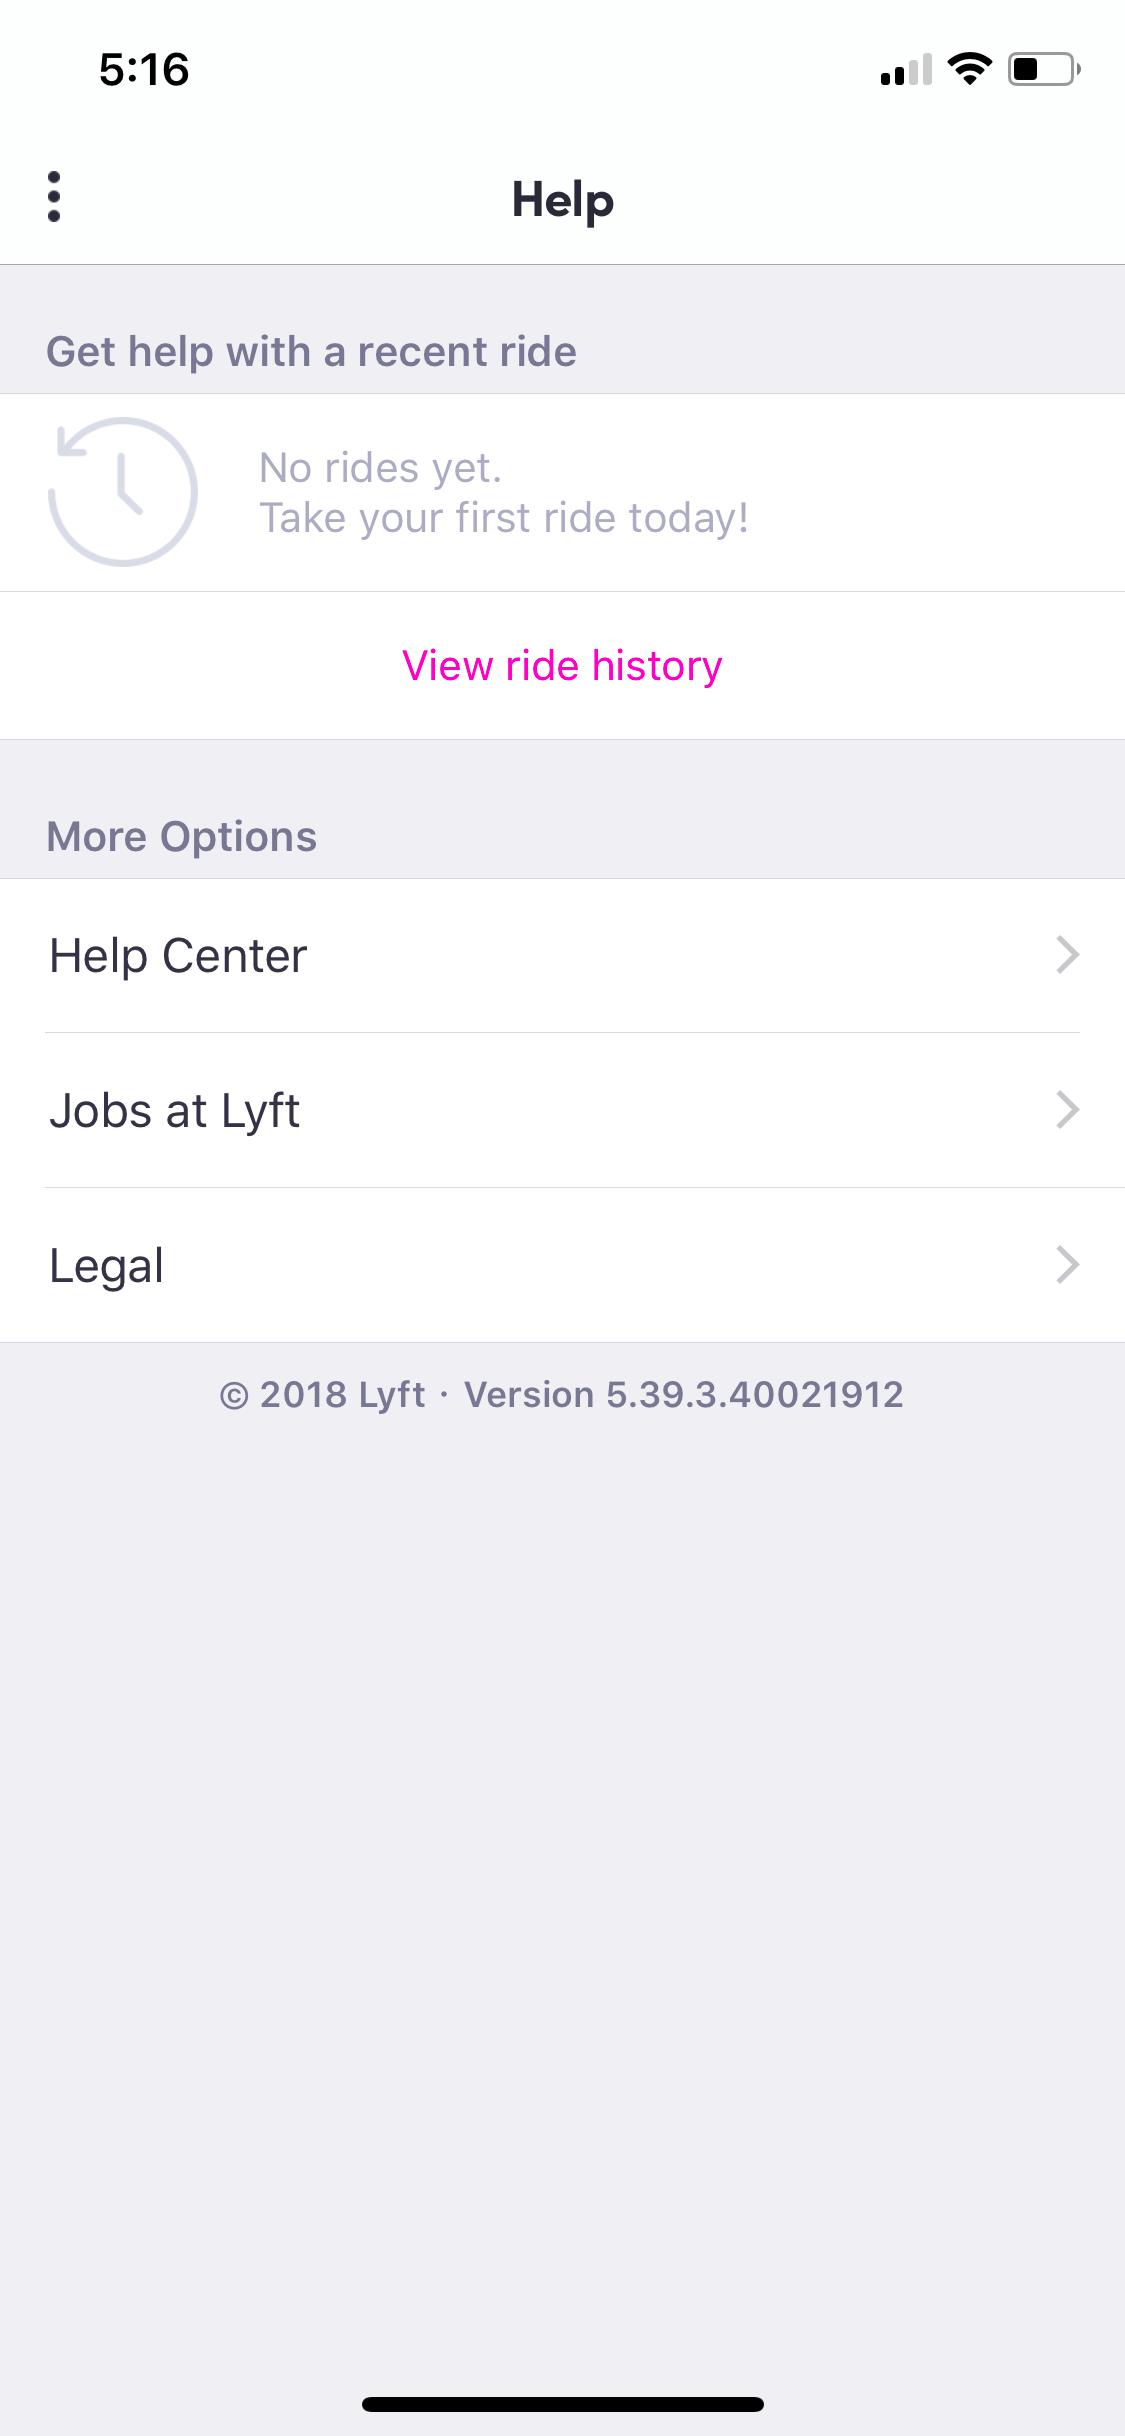 5:16
Help
Get help with a recent ride
No rides yet.
Take your first ride today!
View ride history
More Options
Help Center
Jobs at Lyft
Legal
© 2018 Lyft · Version 5.39.3.40021912